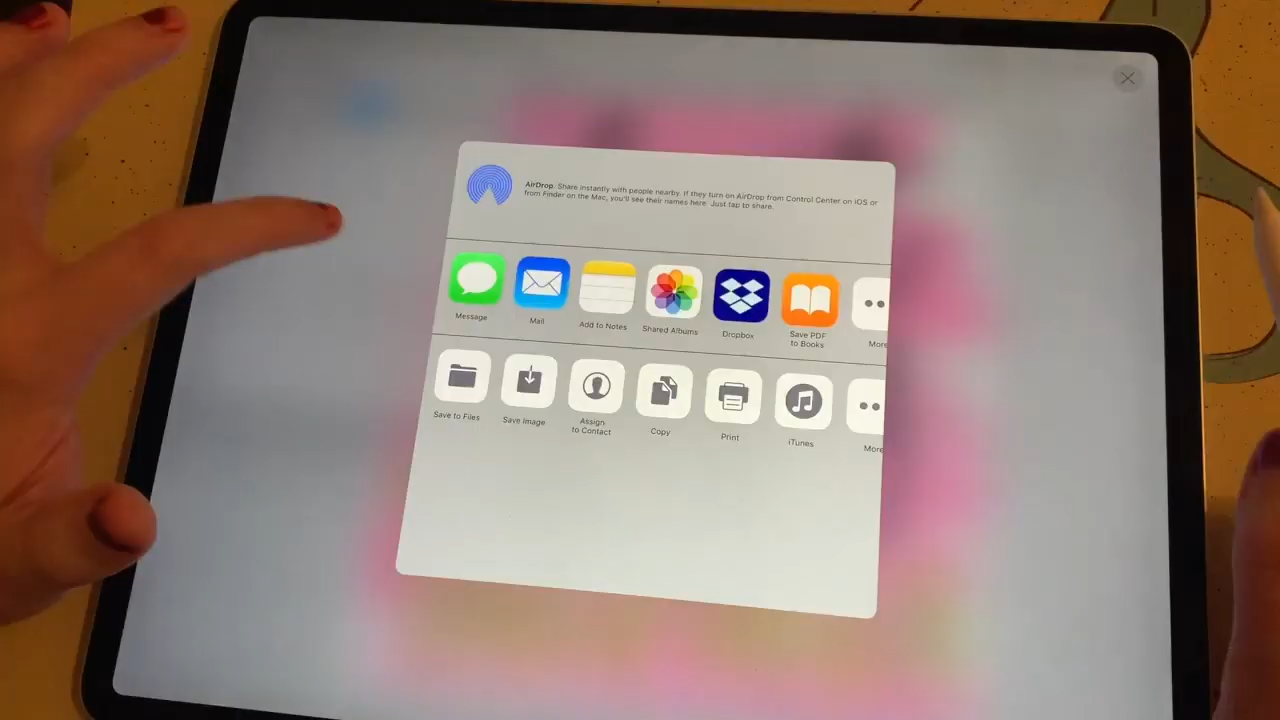 AirDrop. Share instantly with people nearby. If they turn on AirDrop from Control Center on iOS or
from Finder on the Mac, you'll see their names here. Just tap to share.
Message
Mail
Add to Notes
Shared Albums
Dropbox
Save PDF
to Books
More
Save to Files
Save Image
Assign
to Contact
Copy
Print
iTunes
More